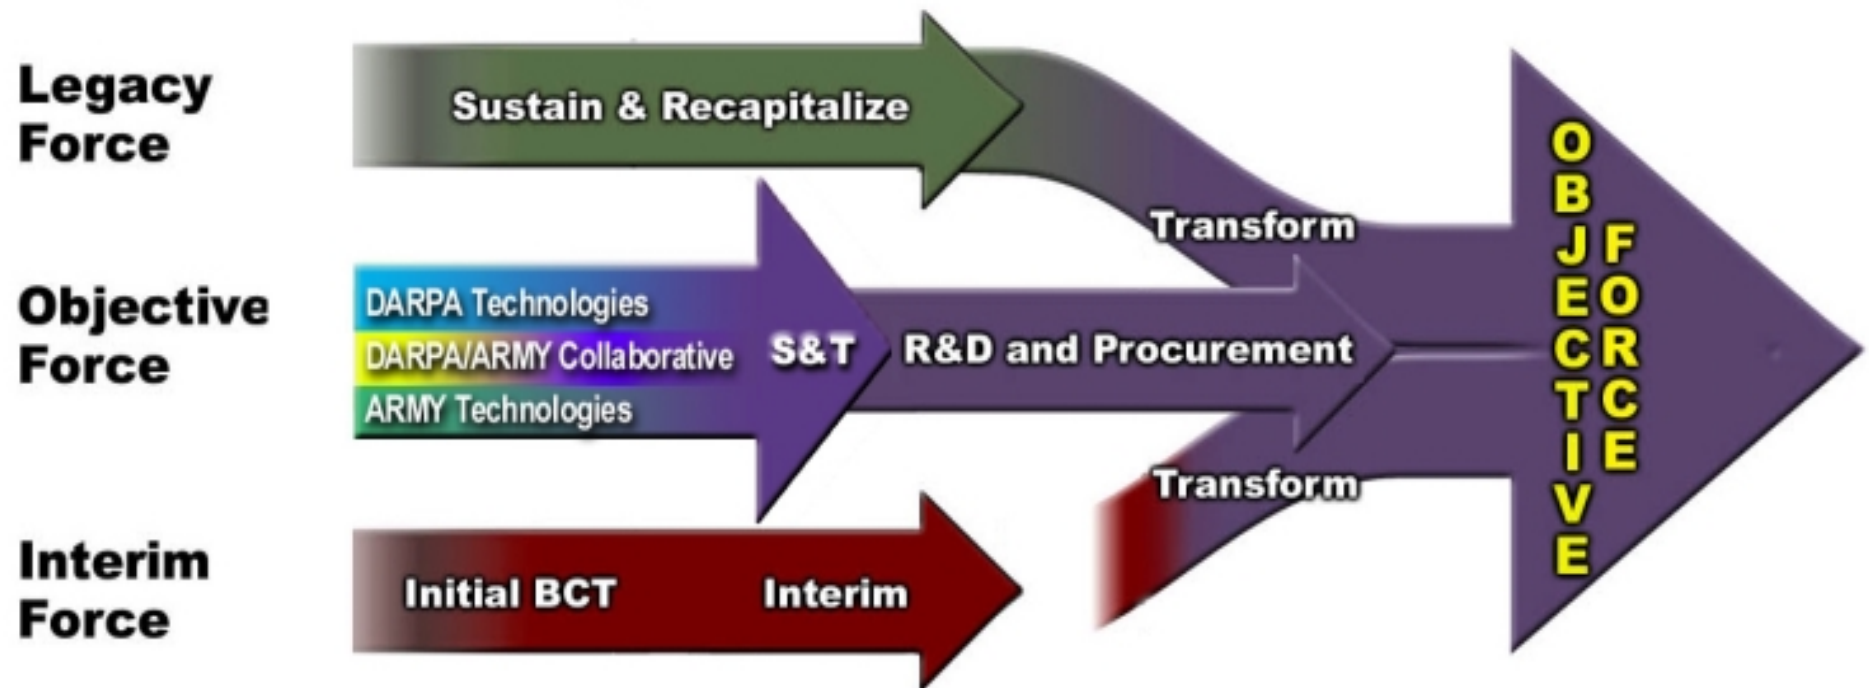 Legacy
Force
Sustain & Recapitalize
Transform
Objective
Force
DARPA Technologies
DARPA/ARMY Collaborative
ARMY Technologies
S&T
R&D and Procurement
Transform
Interim
Force
Initial BCT
Interim
OBJECTIVE
FORCE